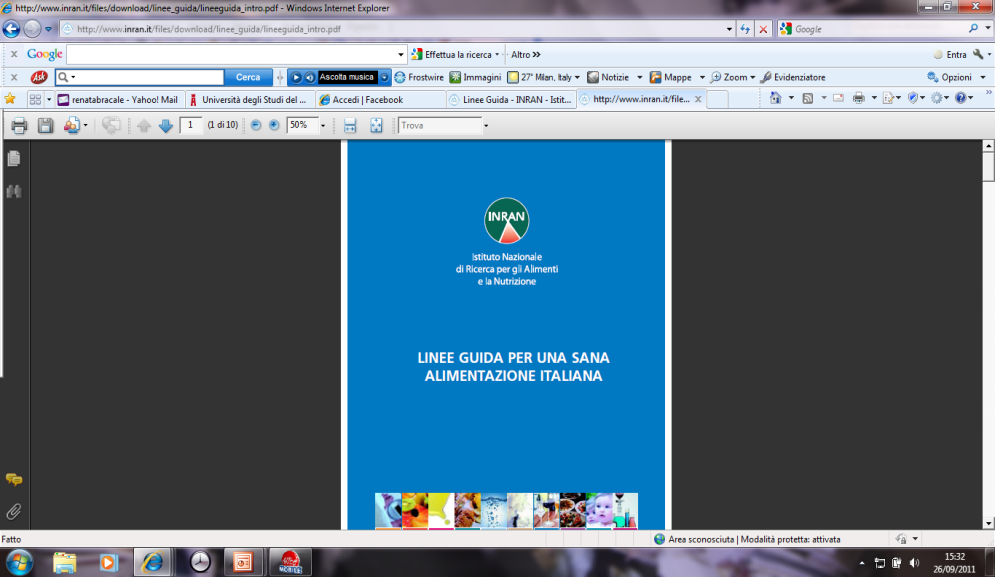 http://www.inran.it/files/download/linee_guida/lineeguida_intro.pdf - Windows Internet Explorer
http://www.inran.it/files/download/linee_guida/lineeguida_intro.pdf
Google
x Google Effettua la ricerca Altro >> Entra
x Ask Cerca Ascolta musica Frostwire Immagini 27° Milan, Italy Notizie Mappe Zoom Evidenziatore Opzioni
renatabracale - Yahoo! Mail Università degli Studi del ... Accedi | Facebook Linee Guida - INRAN - Istit... http://www.inran.it/file... X
1 (1 di 10) 50% Trova
INRAN
Istituto Nazionale
di Ricerca per gli Alimenti
e la Nutrizione
LINEE GUIDA PER UNA SANA
ALIMENTAZIONE ITALIANA
Fatto Area sconosciuta | Modalità protetta: attivata
15:32
26/09/2011